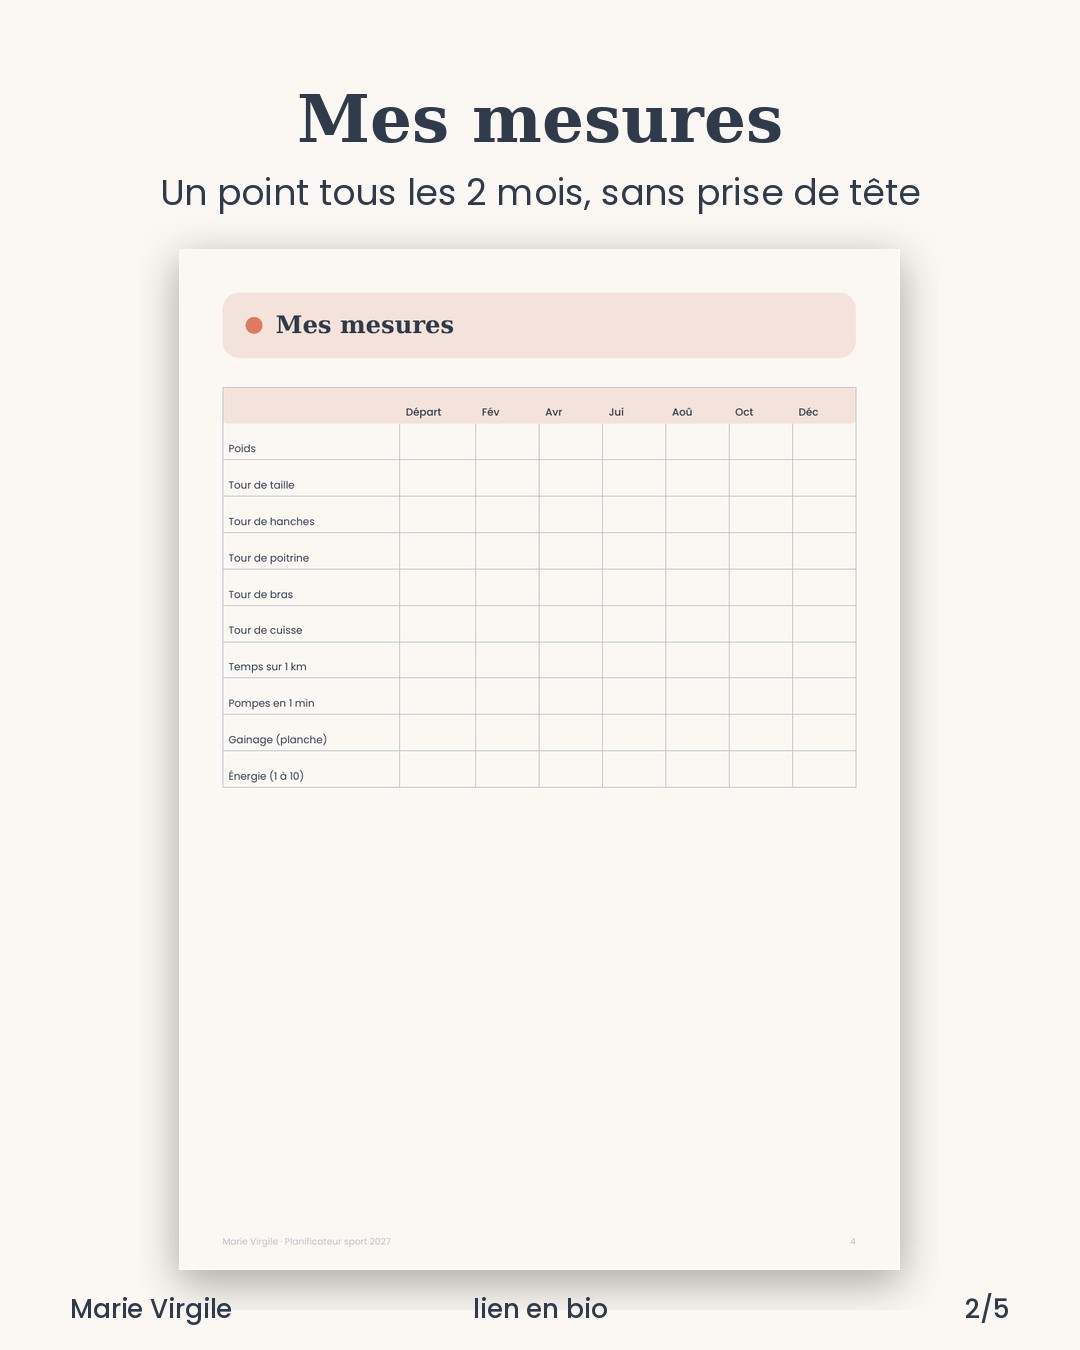 Mes mesures
Un point tous les 2 mois, sans prise de tête
Mes mesures
Départ Fév Avr Jui Aoû Oct Déc
Poids
Tour de taille
Tour de hanches
Tour de poitrine
Tour de bras
Tour de cuisse
Temps sur 1 km
Pompes en 1 min
Gainage (planche)
Énergie (1 à 10)
Marie Virgile · Planificateur sport 2027 4
Marie Virgile lien en bio 2/5